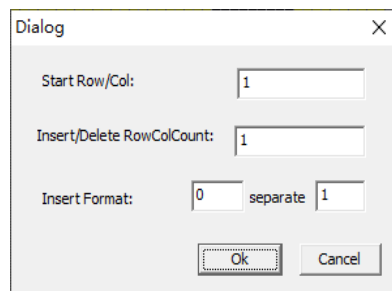 Dialog
Start Row/Col: 1
Insert/Delete RowColCount: 1
Insert Format: 0 separate 1
Ok Cancel